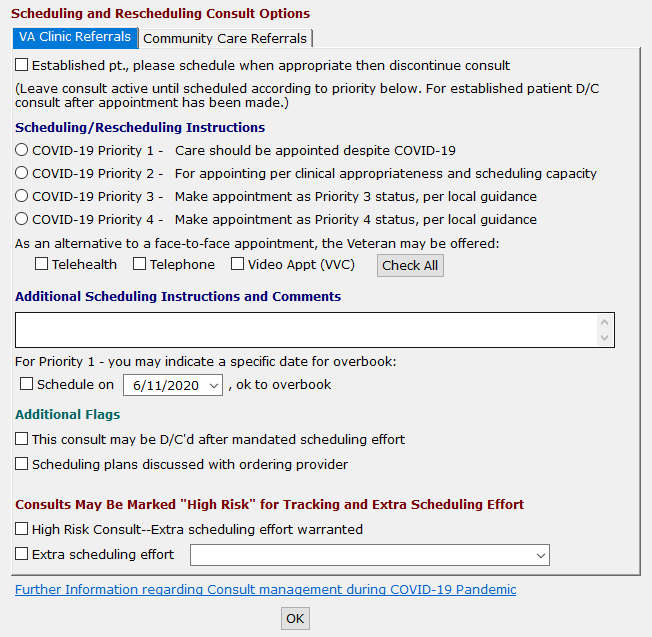 Scheduling and Rescheduling Consult Options
VA Clinic Referrals Community Care Referrals
Established pt., please schedule when appropriate then discontinue consult
(Leave consult active until scheduled according to priority below. For established patient D/C
consult after appointment has been made.)
Scheduling/Rescheduling Instructions
COVID-19 Priority 1 - Care should be appointed despite COVID-19
COVID-19 Priority 2 - For appointing per clinical appropriateness and scheduling capacity
COVID-19 Priority 3 - Make appointment as Priority 3 status, per local guidance
COVID-19 Priority 4 - Make appointment as Priority 4 status, per local guidance
As an alternative to a face-to-face appointment, the Veteran may be offered:
Telehealth Telephone Video Appt (VVC) Check All
Additional Scheduling Instructions and Comments
For Priority 1 - you may indicate a specific date for overbook:
Schedule on 6/11/2020 , ok to overbook
Additional Flags
This consult may be D/C'd after mandated scheduling effort
Scheduling plans discussed with ordering provider
Consults May Be Marked "High Risk" for Tracking and Extra Scheduling Effort
High Risk Consult--Extra scheduling effort warranted
Extra scheduling effort
Further Information regarding Consult management during COVID-19 Pandemic
OK